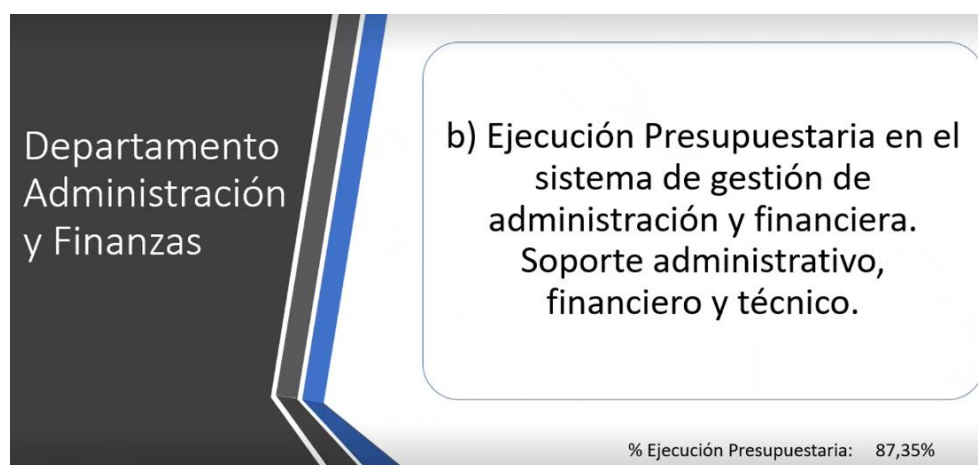 Departamento
Administración
y Finanzas
b) Ejecución Presupuestaria en el
sistema de gestión de
administración y financiera.
Soporte administrativo,
financiero y técnico.
% Ejecución Presupuestaria: 87,35%